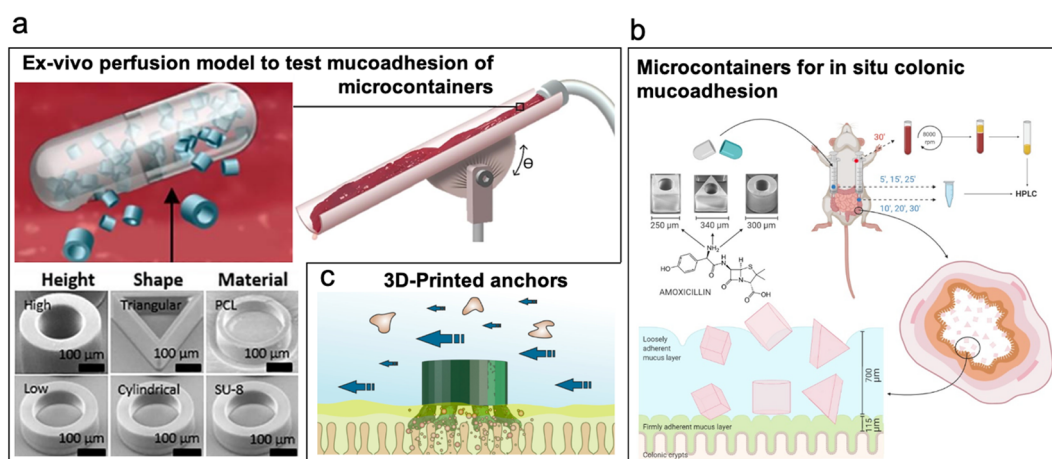 a
Ex-vivo perfusion model to test mucoadhesion of
microcontainers
Θ
Height Shape Material
High
100 µm
Triangular
100 µm
PCL
100 µm
Low
100 µm
Cylindrical
100 µm
SU-8
100 µm
C
3D-Printed anchors
b
Microcontainers for in situ colonic
mucoadhesion
30'
8000
rpm
5', 15', 25'
HPLC
10', 20', 30'
250 µm
340 µm
300 µm
NH₂
HO
O
H
N
H
S
N
O
O
OH
AMOXICILLIN
Loosely
adherent
mucus layer
700
µm
115
µm
Firmly adherent mucus layer
Colonic crypts